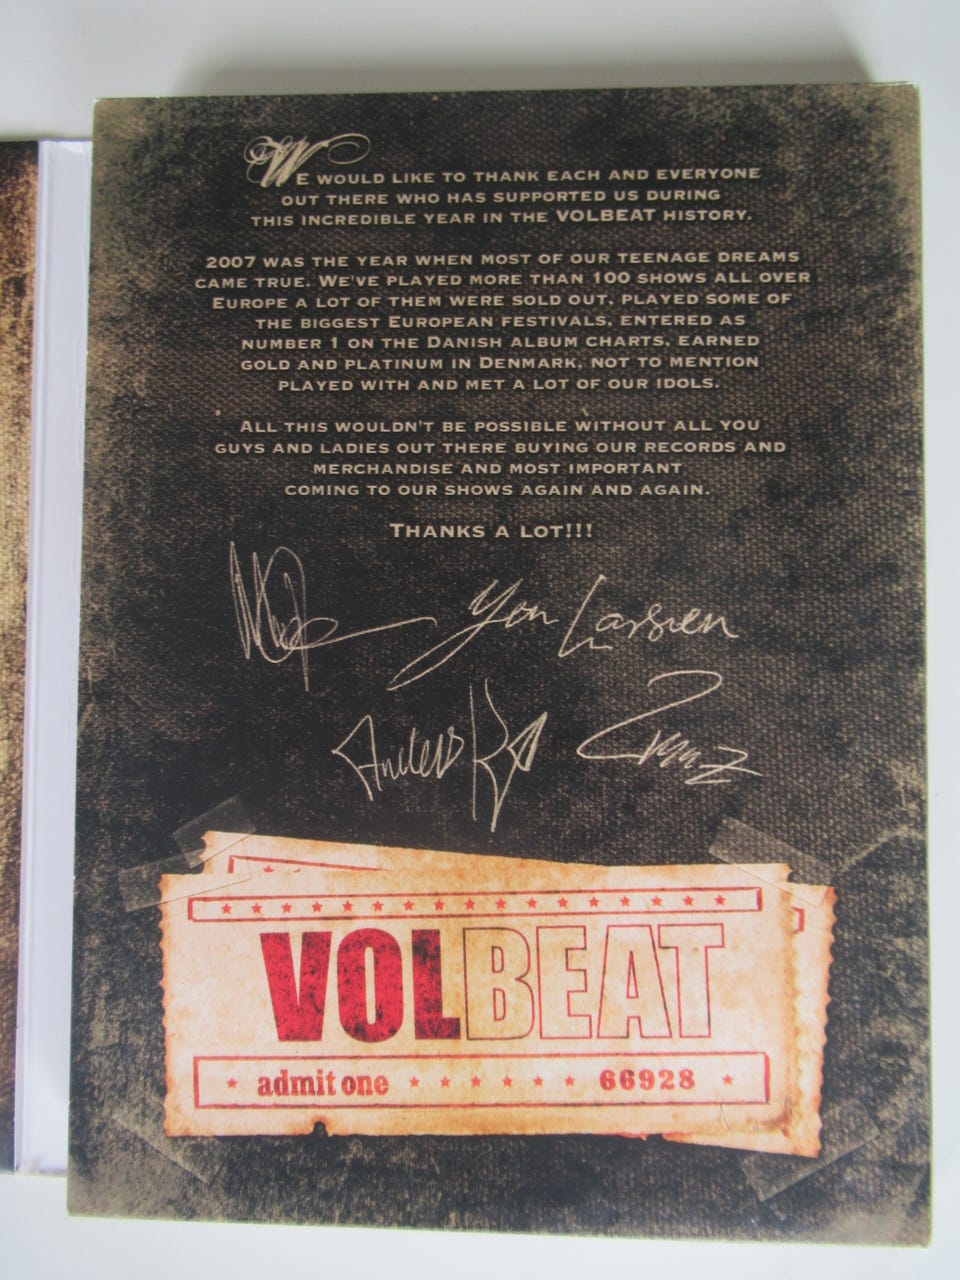 WE WOULD LIKE TO THANK EACH AND EVERYONE
OUT THERE WHO HAS SUPPORTED US DURING
THIS INCREDIBLE YEAR IN THE VOLBEAT HISTORY.
2007 WAS THE YEAR WHEN MOST OF OUR TEENAGE DREAMS
CAME TRUE. WE'VE PLAYED MORE THAN 100 SHOWS ALL OVER
EUROPE A LOT OF THEM WERE SOLD OUT, PLAYED SOME OF
THE BIGGEST EUROPEAN FESTIVALS, ENTERED AS
NUMBER 1 ON THE DANISH ALBUM CHARTS, EARNED
GOLD AND PLATINUM IN DENMARK, NOT TO MENTION
PLAYED WITH AND MET A LOT OF OUR IDOLS.
ALL THIS WOULDN'T BE POSSIBLE WITHOUT ALL YOU
GUYS AND LADIES OUT THERE BUYING OUR RECORDS AND
MERCHANDISE AND MOST IMPORTANT
COMING TO OUR SHOWS AGAIN AND AGAIN.
THANKS A LOT!!!
Jon Larsen
Anders
VOLBEAT
admit one 66928